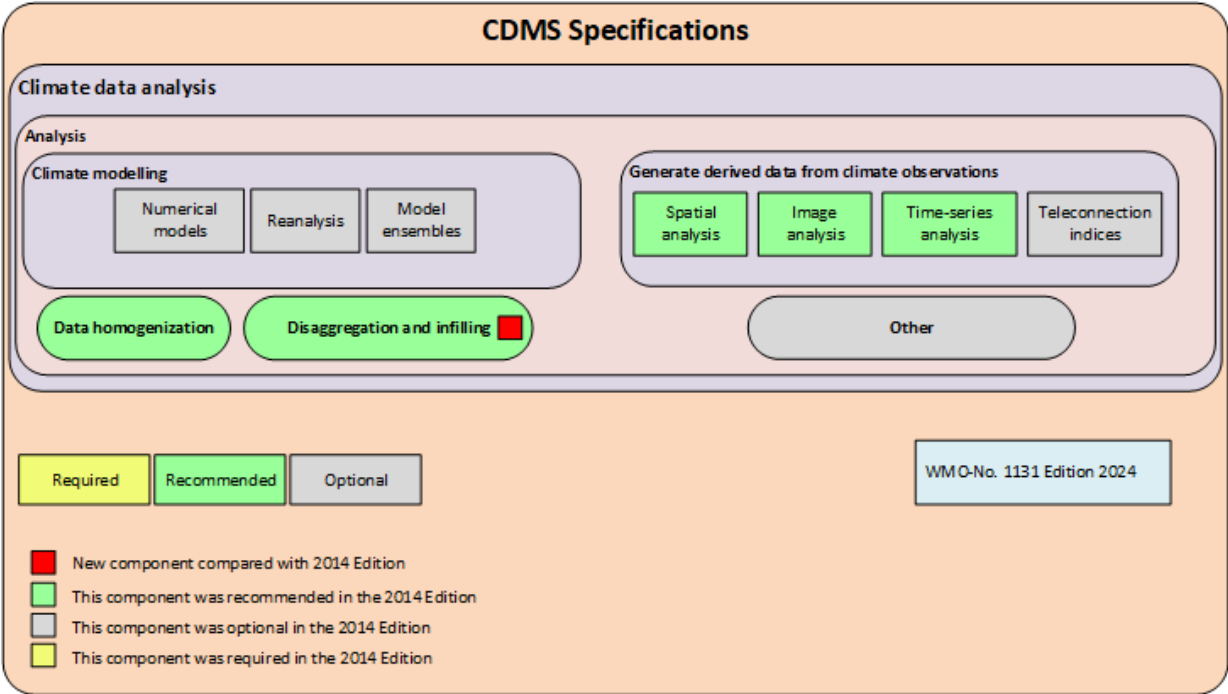 CDMS Specifications
Climate data analysis
Analysis
Climate modelling
Numerical
models
Reanalysis
Model
ensembles
Generate derived data from climate observations
Spatial
analysis
Image
analysis
Time-series
analysis
Teleconnection
indices
Data homogenization
Disaggregation and infilling
Other
Required
Recommended
Optional
WMO-No. 1131 Edition 2024
New component compared with 2014 Edition
This component was recommended in the 2014 Edition
This component was optional in the 2014 Edition
This component was required in the 2014 Edition